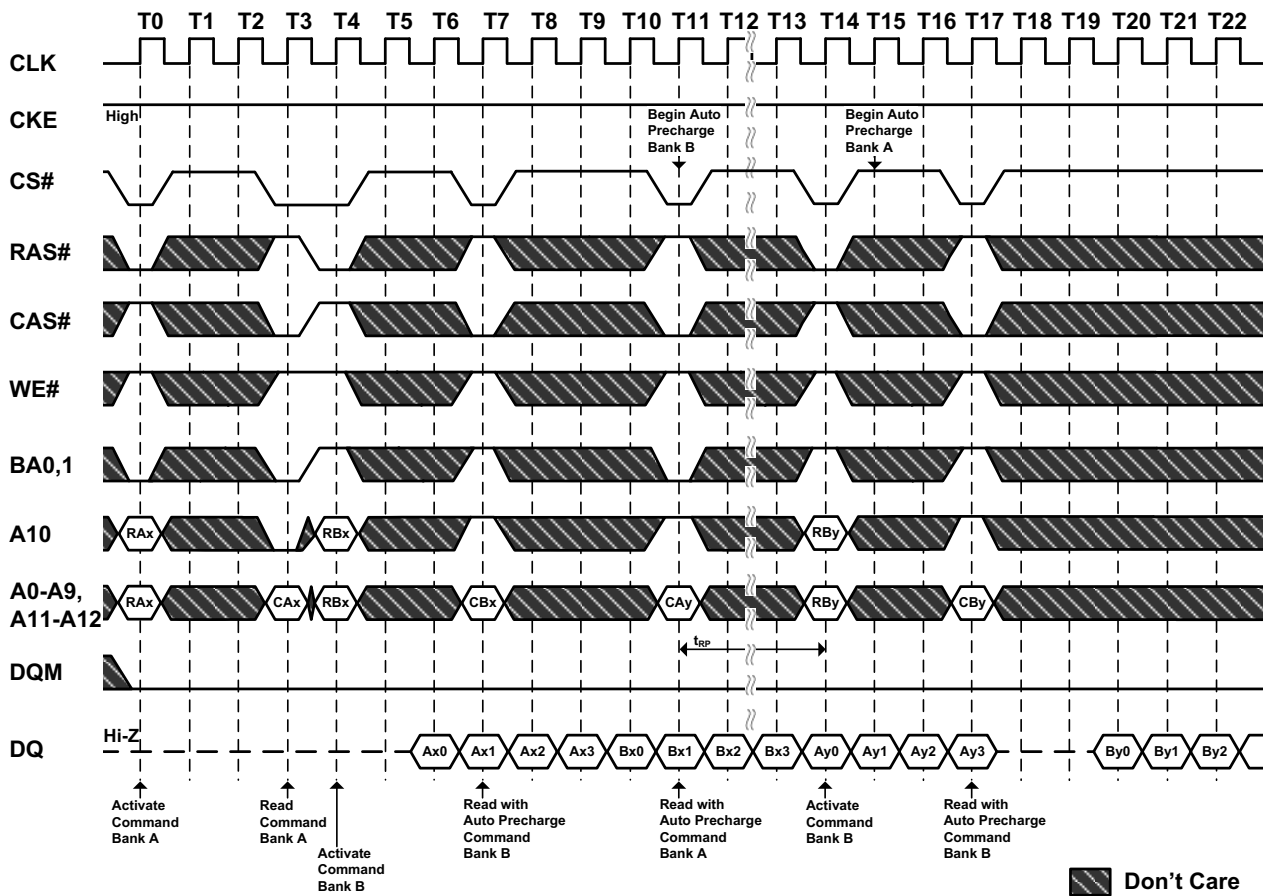 T0 T1 T2 T3 T4 T5 T6 T7 T8 T9 T10 T11 T12 T13 T14 T15 T16 T17 T18 T19 T20 T21 T22
CLK
CKE
High
Begin Auto
Precharge
Bank B
Begin Auto
Precharge
Bank A
CS#
RAS#
CAS#
WE#
BA0,1
A10
RAx RBx RBy
A0-A9,
A11-A12
RAx CAx RBx CBx CAy RBy CBy
tRP
DQM
DQ
Hi-Z
Ax0 Ax1 Ax2 Ax3 Bx0 Bx1 Bx2 Bx3 Ay0 Ay1 Ay2 Ay3 By0 By1 By2
Activate
Command
Bank A
Read
Command
Bank A
Activate
Command
Bank B
Read with
Auto Precharge
Command
Bank B
Read with
Auto Precharge
Command
Bank A
Activate
Command
Bank B
Read with
Auto Precharge
Command
Bank B
Don't Care